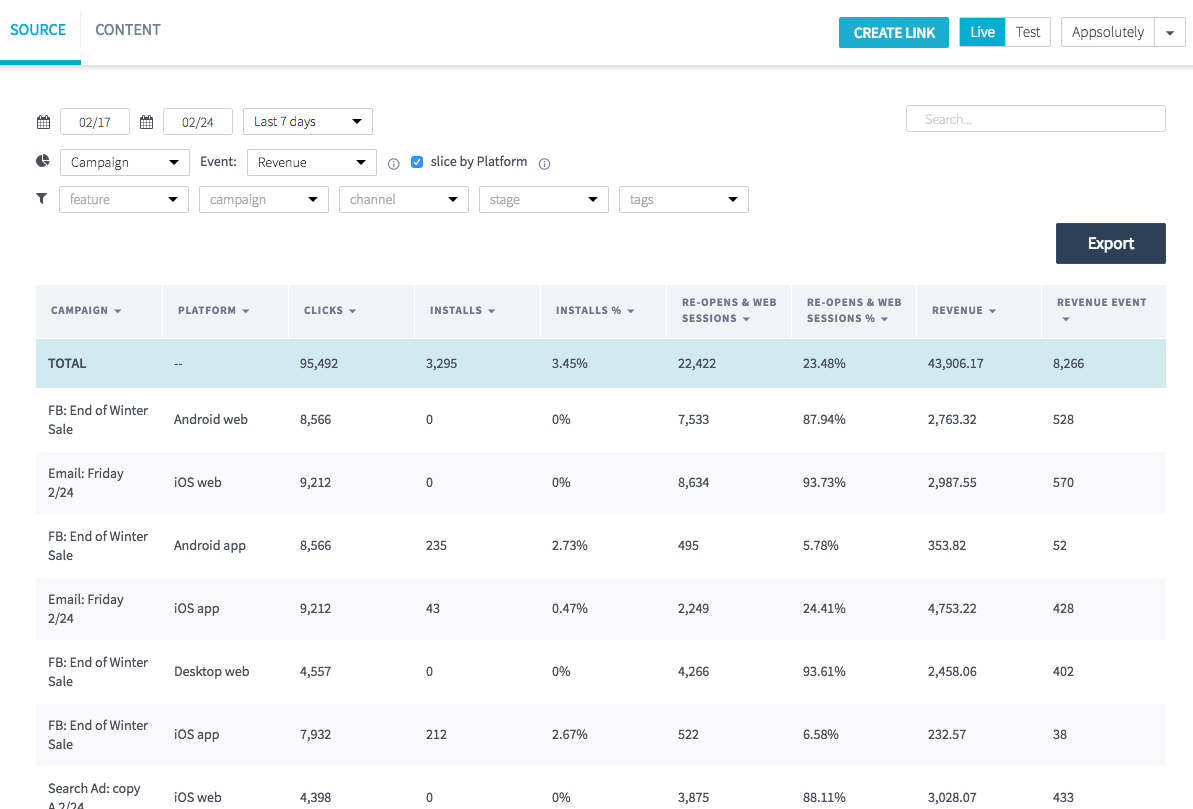 SOURCE CONTENT CREATE LINK Live Test Appsolutely
02/17 02/24 Last 7 days Search...
Campaign Event: Revenue slice by Platform
feature campaign channel stage tags
Export
CAMPAIGN PLATFORM CLICKS INSTALLS INSTALLS % RE-OPENS & WEB SESSIONS RE-OPENS & WEB SESSIONS % REVENUE REVENUE EVENT
TOTAL -- 95,492 3,295 3.45% 22,422 23.48% 43,906.17 8,266
FB: End of Winter Sale Android web 8,566 0 0% 7,533 87.94% 2,763.32 528
Email: Friday 2/24 iOS web 9,212 0 0% 8,634 93.73% 2,987.55 570
FB: End of Winter Sale Android app 8,566 235 2.73% 495 5.78% 353.82 52
Email: Friday 2/24 iOS app 9,212 43 0.47% 2,249 24.41% 4,753.22 428
FB: End of Winter Sale Desktop web 4,557 0 0% 4,266 93.61% 2,458.06 402
FB: End of Winter Sale iOS app 7,932 212 2.67% 522 6.58% 232.57 38
Search Ad: copy A 2/24 iOS web 4,398 0 0% 3,875 88.11% 3,028.07 433